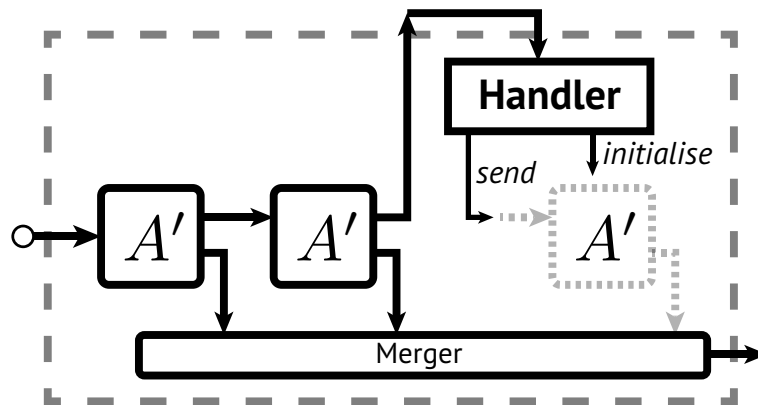 Handler
send
initialise
A′
A′
A′
Merger